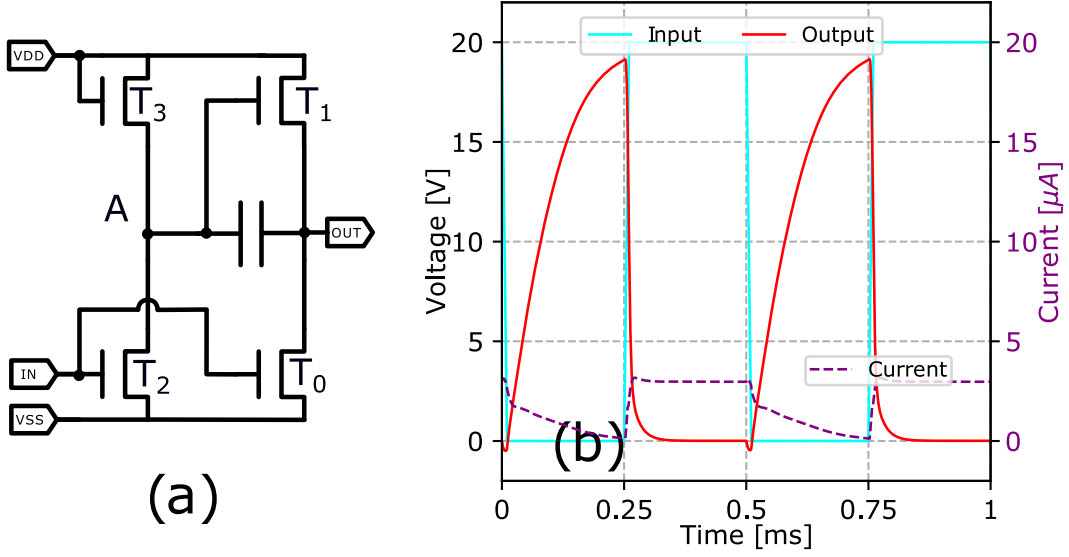 VDD
T3
T1
A
OUT
IN
T2
T0
VSS
(a)
Input
Output
20
15
10
5
0
Voltage [V]
20
15
10
5
0
Current [μA]
Current
(b)
0
0.25
0.5
0.75
1
Time [ms]